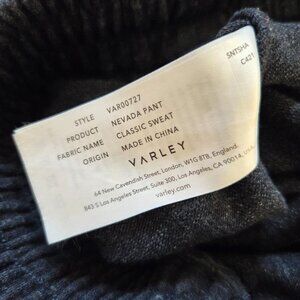 STYLE VAR00727
PRODUCT NEVADA PANT
FABRIC NAME CLASSIC SWEAT
ORIGIN MADE IN CHINA
SNTSHA
C421
VARLEY
64 New Cavendish Street, London, W1G 8TB, England.
843 S Los Angeles Street, Suite 300, Los Angeles, CA 90014, USA.
varley.com